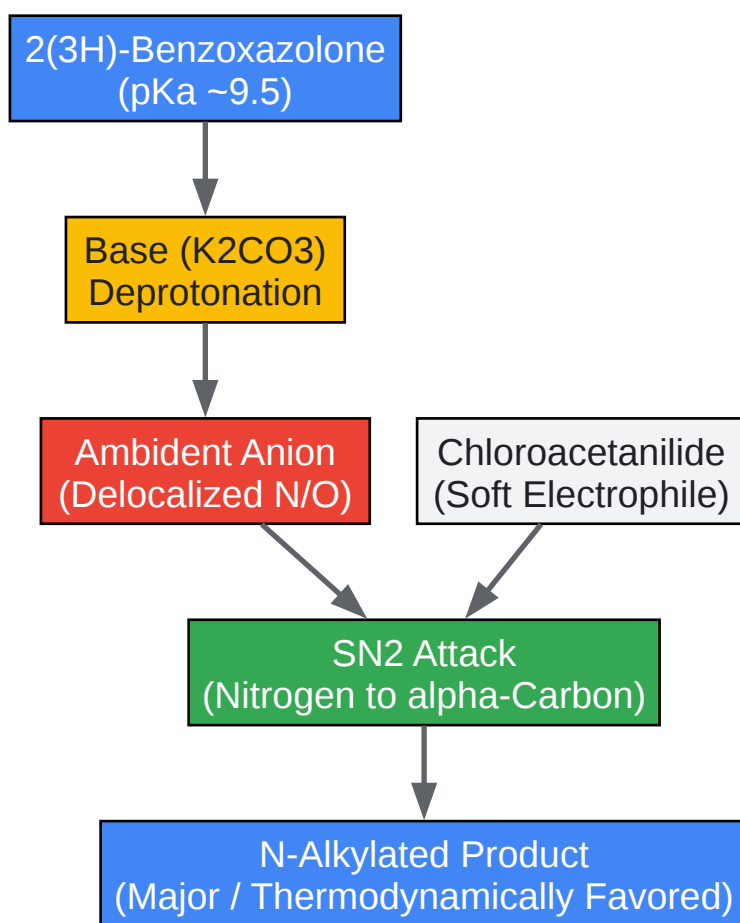 2(3H)-Benzoxazolone
(pKa ~9.5)
Base (K2CO3)
Deprotonation
Ambident Anion
(Delocalized N/O)
Chloroacetanilide
(Soft Electrophile)
SN2 Attack
(Nitrogen to alpha-Carbon)
N-Alkylated Product
(Major / Thermodynamically Favored)